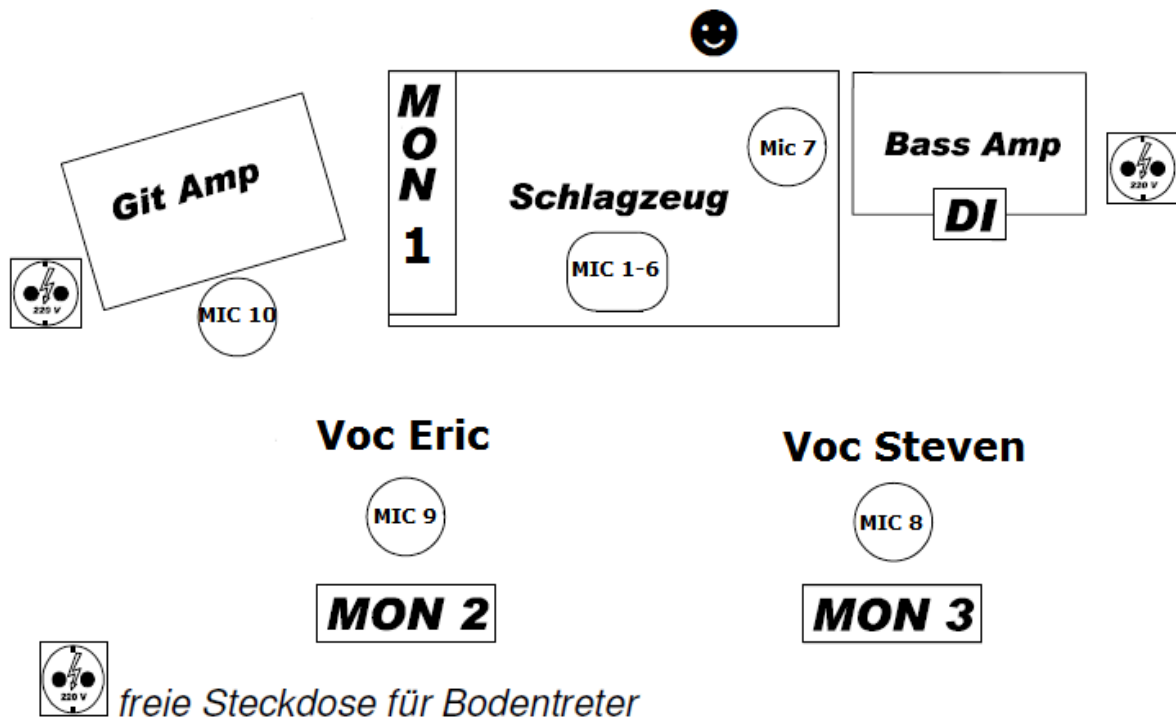 MON 1
Git Amp
Schlagzeug
Mic 7
Bass Amp
220 V
DI
MIC 1-6
220 V
MIC 10
Voc Eric
Voc Steven
MIC 9
MIC 8
MON 2
MON 3
220 V
freie Steckdose für Bodentreter